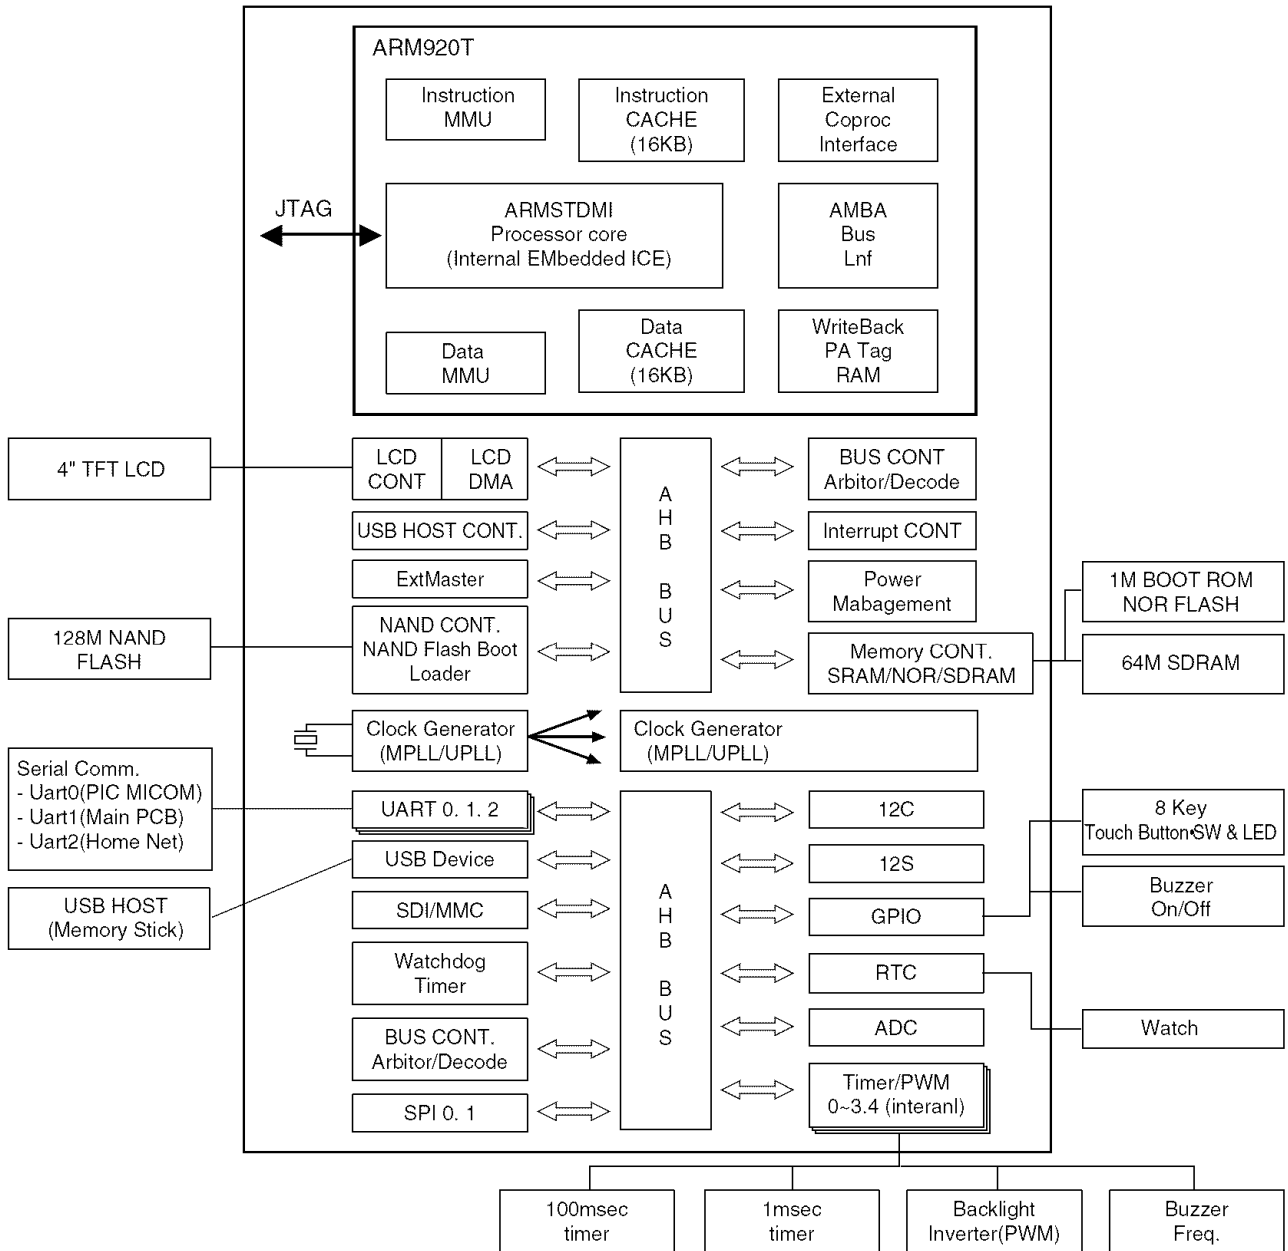 ARM920T
Instruction
MMU
Instruction
CACHE
(16KB)
External
Coproc
Interface
JTAG
ARMSTDMI
Processor core
(Internal EMbedded ICE)
AMBA
Bus
Lnf
Data
MMU
Data
CACHE
(16KB)
WriteBack
PA Tag
RAM
4" TFT LCD
LCD
CONT
LCD
DMA
AHB BUS
BUS CONT
Arbitor/Decode
USB HOST CONT.
Interrupt CONT
ExtMaster
Power
Mabagement
1M BOOT ROM
NOR FLASH
128M NAND
FLASH
NAND CONT.
NAND Flash Boot
Loader
Memory CONT.
SRAM/NOR/SDRAM
64M SDRAM
Clock Generator
(MPLL/UPLL)
Clock Generator
(MPLL/UPLL)
Serial Comm.
- Uart0(PIC MICOM)
- Uart1(Main PCB)
- Uart2(Home Net)
UART 0. 1. 2
AHB BUS
12C
8 Key
Touch Button•SW & LED
USB Device
12S
USB HOST
(Memory Stick)
SDI/MMC
GPIO
Buzzer
On/Off
Watchdog
Timer
RTC
BUS CONT.
Arbitor/Decode
ADC
Watch
SPI 0. 1
Timer/PWM
0~3.4 (interanl)
100msec
timer
1msec
timer
Backlight
Inverter(PWM)
Buzzer
Freq.